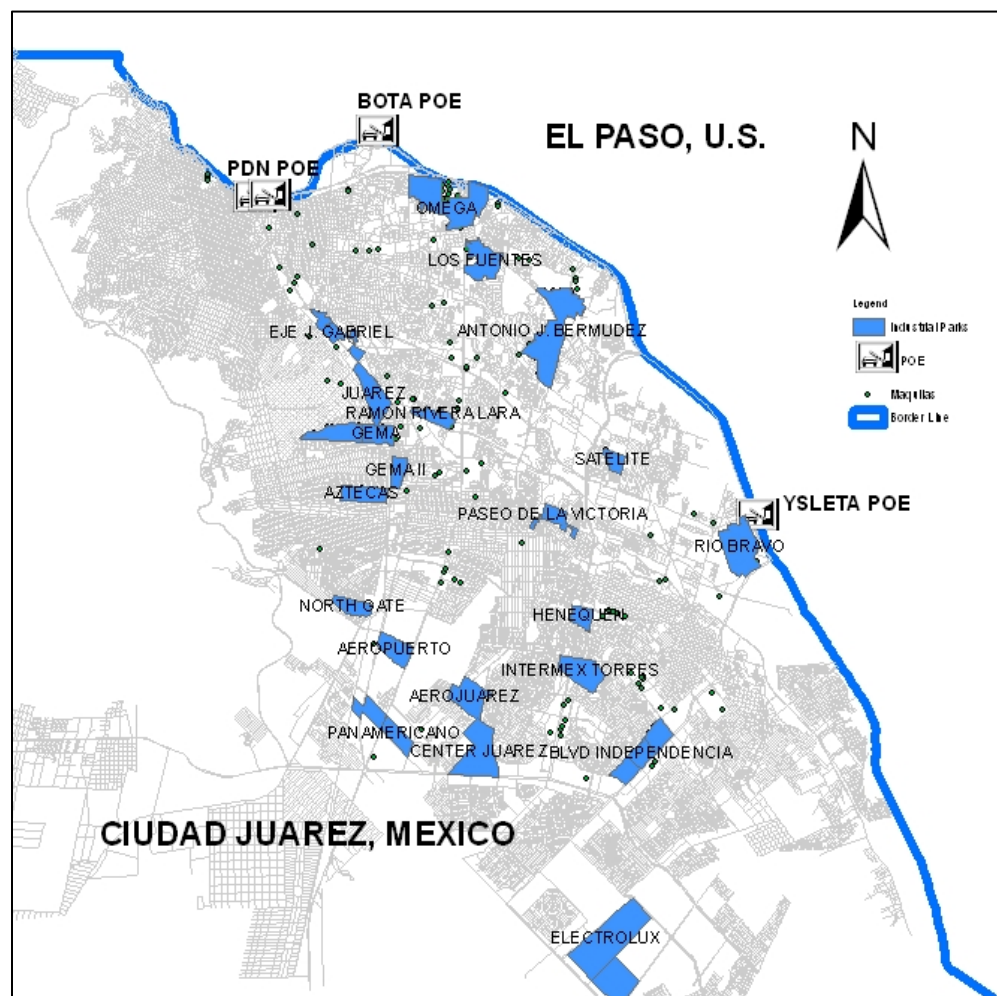 BOTA POE
EL PASO, U.S.
N
PDN POE
OMEGA
LOS FUENTES
Legend
Industrial Parks
EJE J. GABRIEL
ANTONIO J. BERMUDEZ
POE
JUAREZ
Maquilas
RAMON RIVERA LARA
Border Line
GEMA
SATELITE
GEMA II
AZTECAS
YSLETA POE
PASEO DE LA VICTORIA
RIO BRAVO
NORTH GATE
HENEQUEN
AEROPUERTO
INTERMEX TORRES
AEROJUAREZ
PANAMERICANO
CENTER JUAREZ
BLVD INDEPENDENCIA
CIUDAD JUAREZ, MEXICO
ELECTROLUX